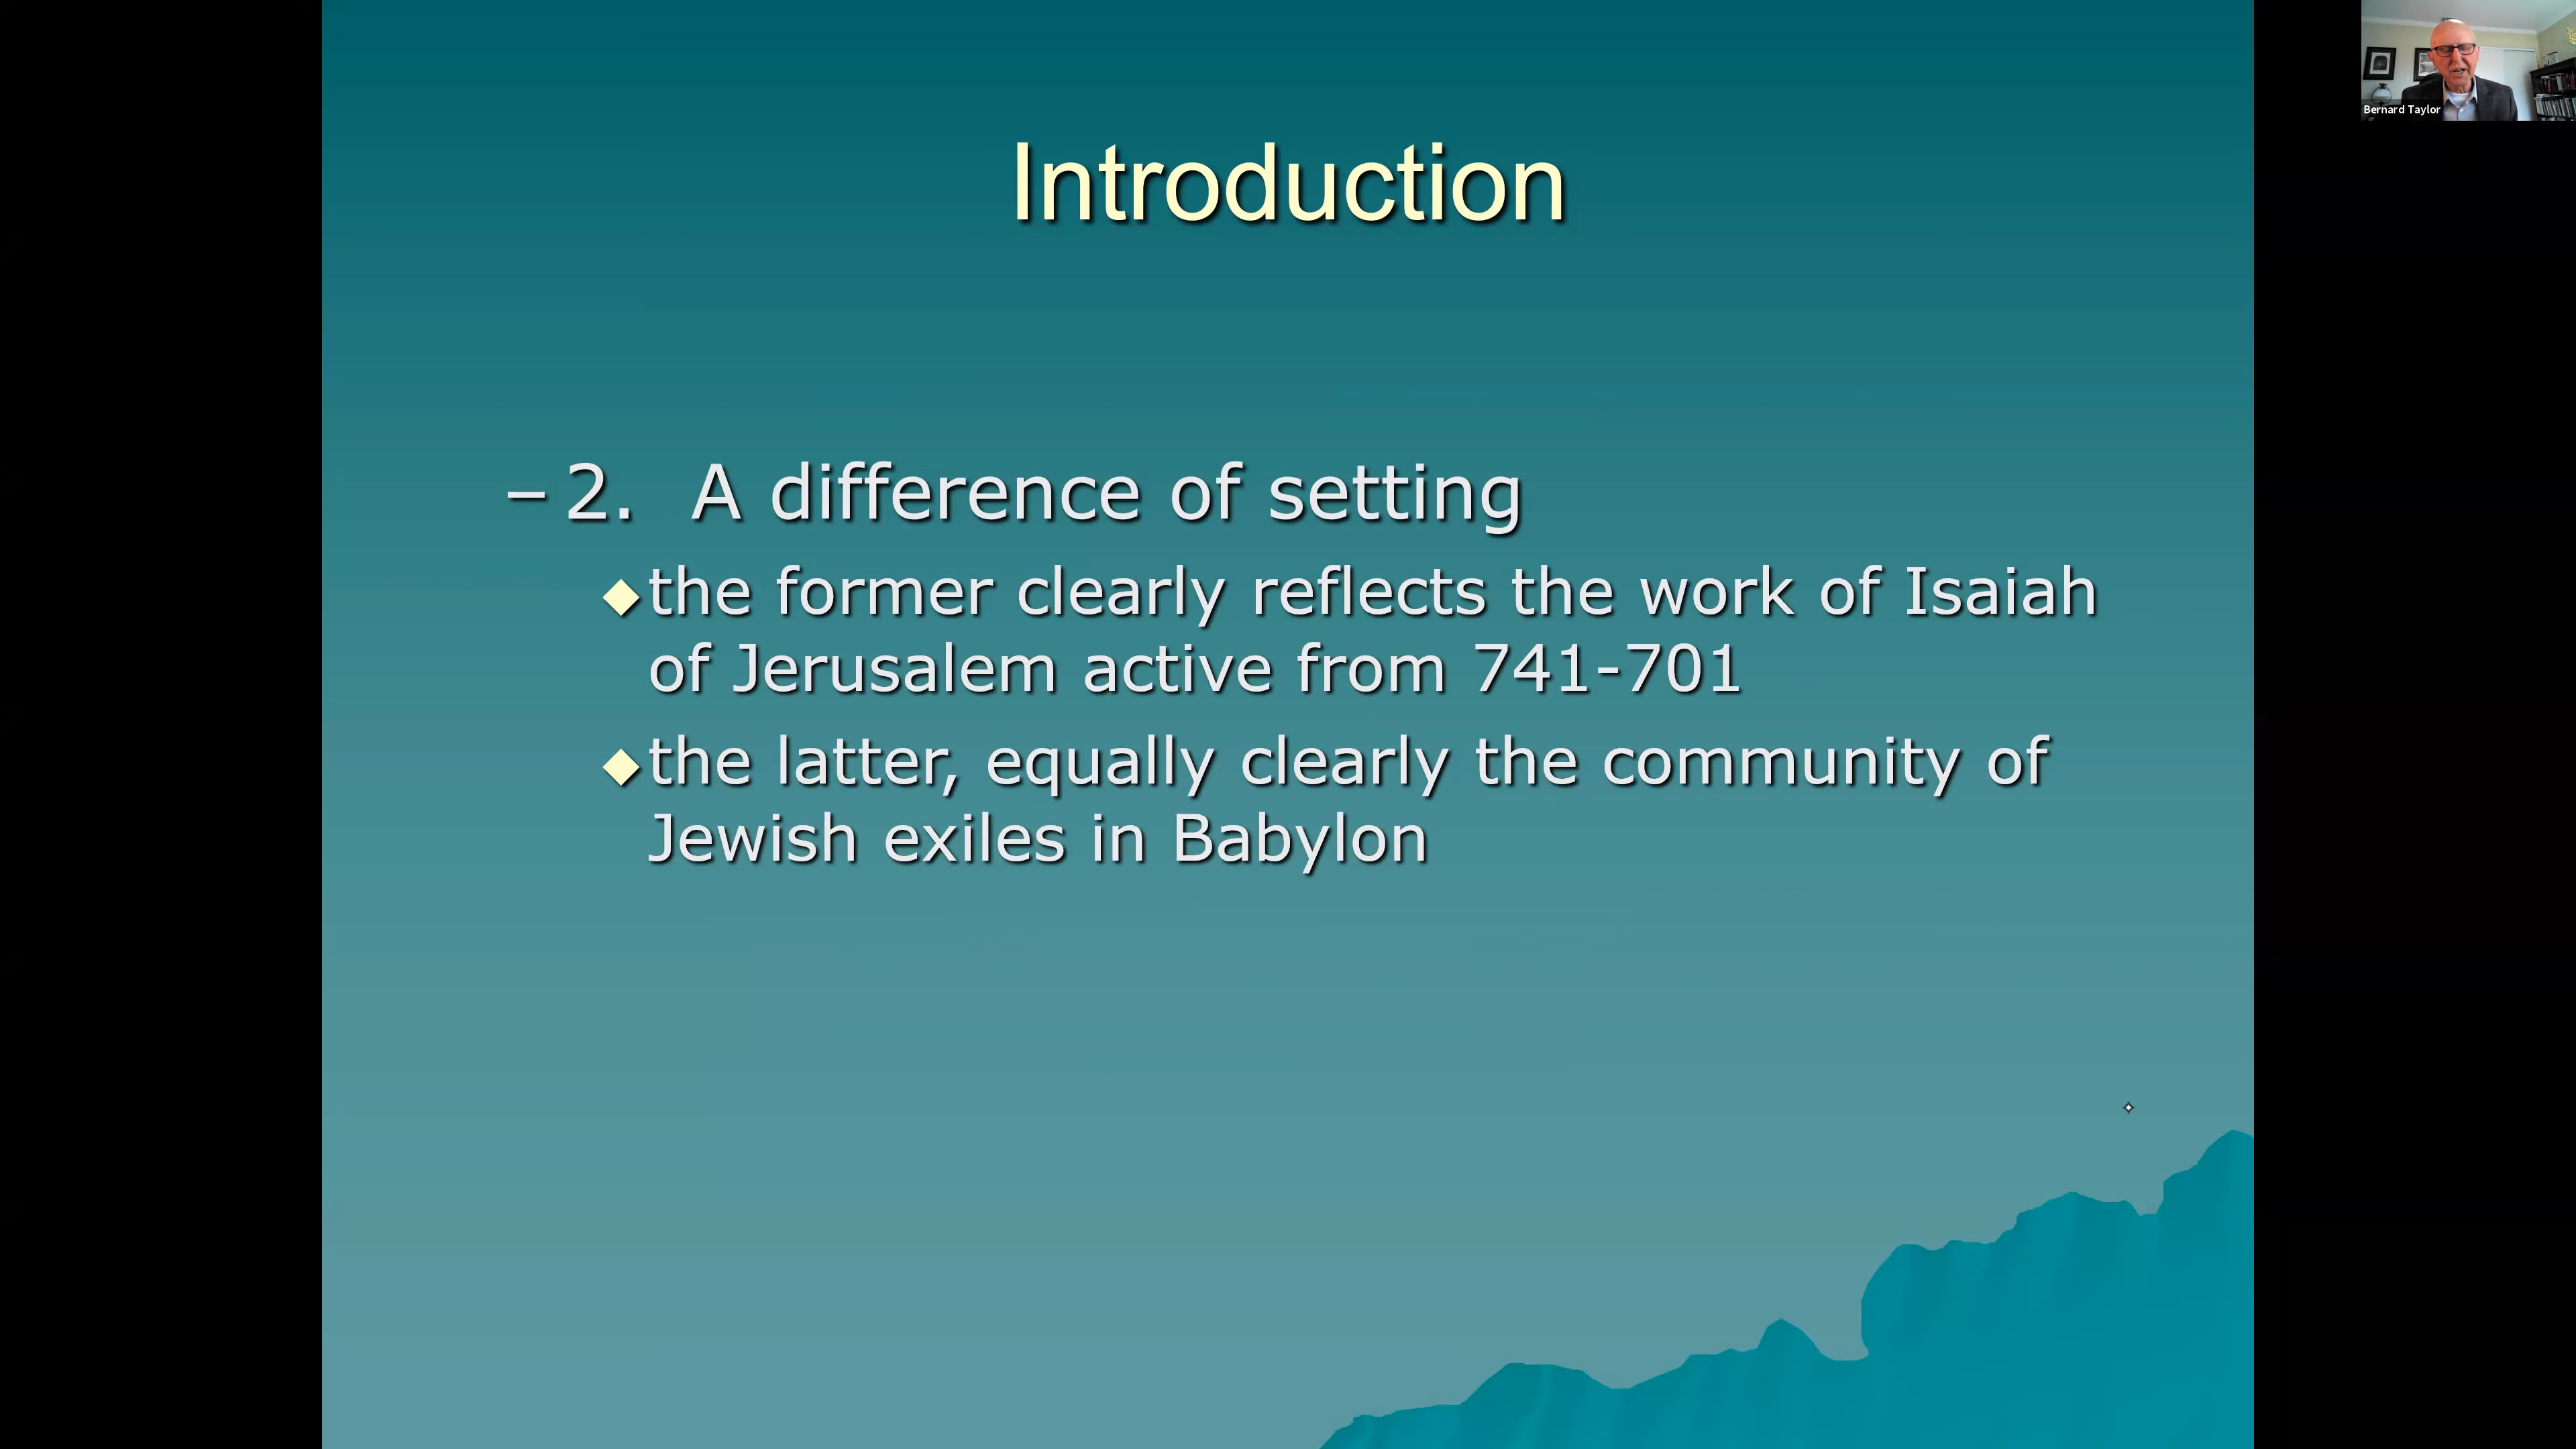 Introduction
– 2. A difference of setting
the former clearly reflects the work of Isaiah
of Jerusalem active from 741-701
the latter, equally clearly the community of
Jewish exiles in Babylon
Bernard Taylor